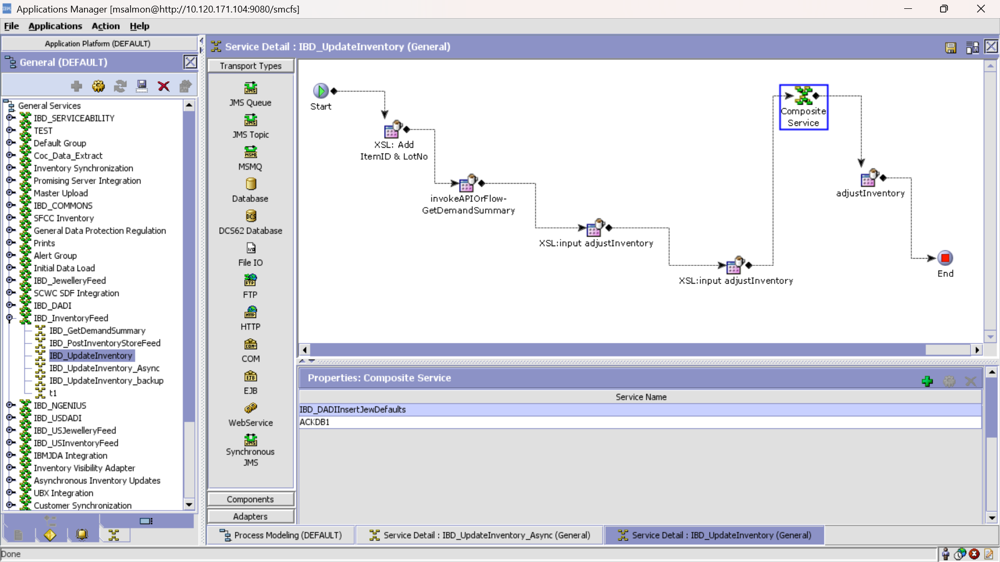 Applications Manager [msalmon@http://10.120.171.104:9080/smcfs]
File Applications Action Help
Application Platform (DEFAULT)
General (DEFAULT)
General Services
IBD_SERVICEABILITY
TEST
Default Group
Coc_Data_Extract
Inventory Synchronization
Promising Server Integration
Master Upload
IBD_COMMONS
SFCC Inventory
General Data Protection Regulation
Prints
Alert Group
Initial Data Load
IBD_JewelleryFeed
SCWC SDF Integration
IBD_DADI
IBD_InventoryFeed
IBD_GetDemandSummary
IBD_PostInventoryStoreFeed
IBD_UpdateInventory
IBD_UpdateInventory_Async
IBD_UpdateInventory_backup
t1
IBD_NGENIUS
IBD_USDADI
IBD_USJewelleryFeed
IBD_USInventoryFeed
IBMJDA Integration
Inventory Visibility Adapter
Asynchronous Inventory Updates
UBX Integration
Customer Synchronization
Service Detail : IBD_UpdateInventory (General)
Transport Types
JMS Queue
JMS Topic
MSMQ
Database
DCS62 Database
File IO
FTP
HTTP
COM
EJB
WebService
Synchronous
JMS
Components
Adapters
Start
XSL: Add
ItemID & LotNo
invokeAPIOrFlow-
GetDemandSummary
XSL:input adjustInventory
XSL:input adjustInventory
Composite
Service
adjustInventory
End
Properties: Composite Service
Service Name
IBD_DADIInsertJewDefaults
ACKDB1
Process Modeling (DEFAULT)
Service Detail : IBD_UpdateInventory_Async (General)
Service Detail : IBD_UpdateInventory (General)
Done